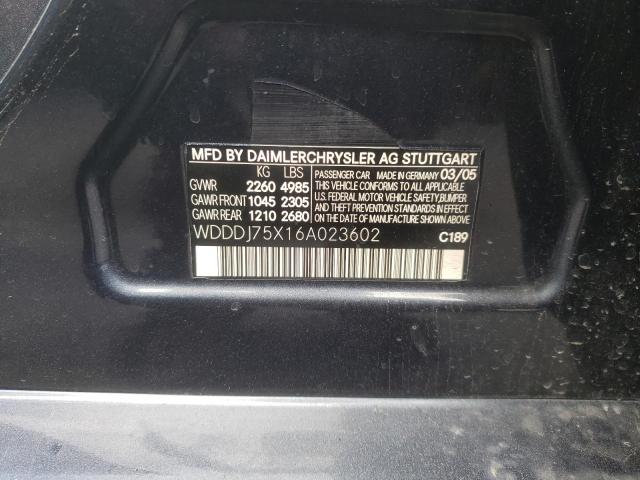 MFD BY DAIMLERCHRYSLER AG STUTTGART
KG LBS
GVWR 2260 4985
GAWR FRONT 1045 2305
GAWR REAR 1210 2680
PASSENGER CAR MADE IN GERMANY 03/05
THIS VEHICLE CONFORMS TO ALL APPLICABLE
U.S. FEDERAL MOTOR VEHICLE SAFETY, BUMPER,
AND THEFT PREVENTION STANDARDS IN EFFECT
ON THE DATE OF MANUFACTURE SHOWN ABOVE.
WDDDJ75X16A023602
C189